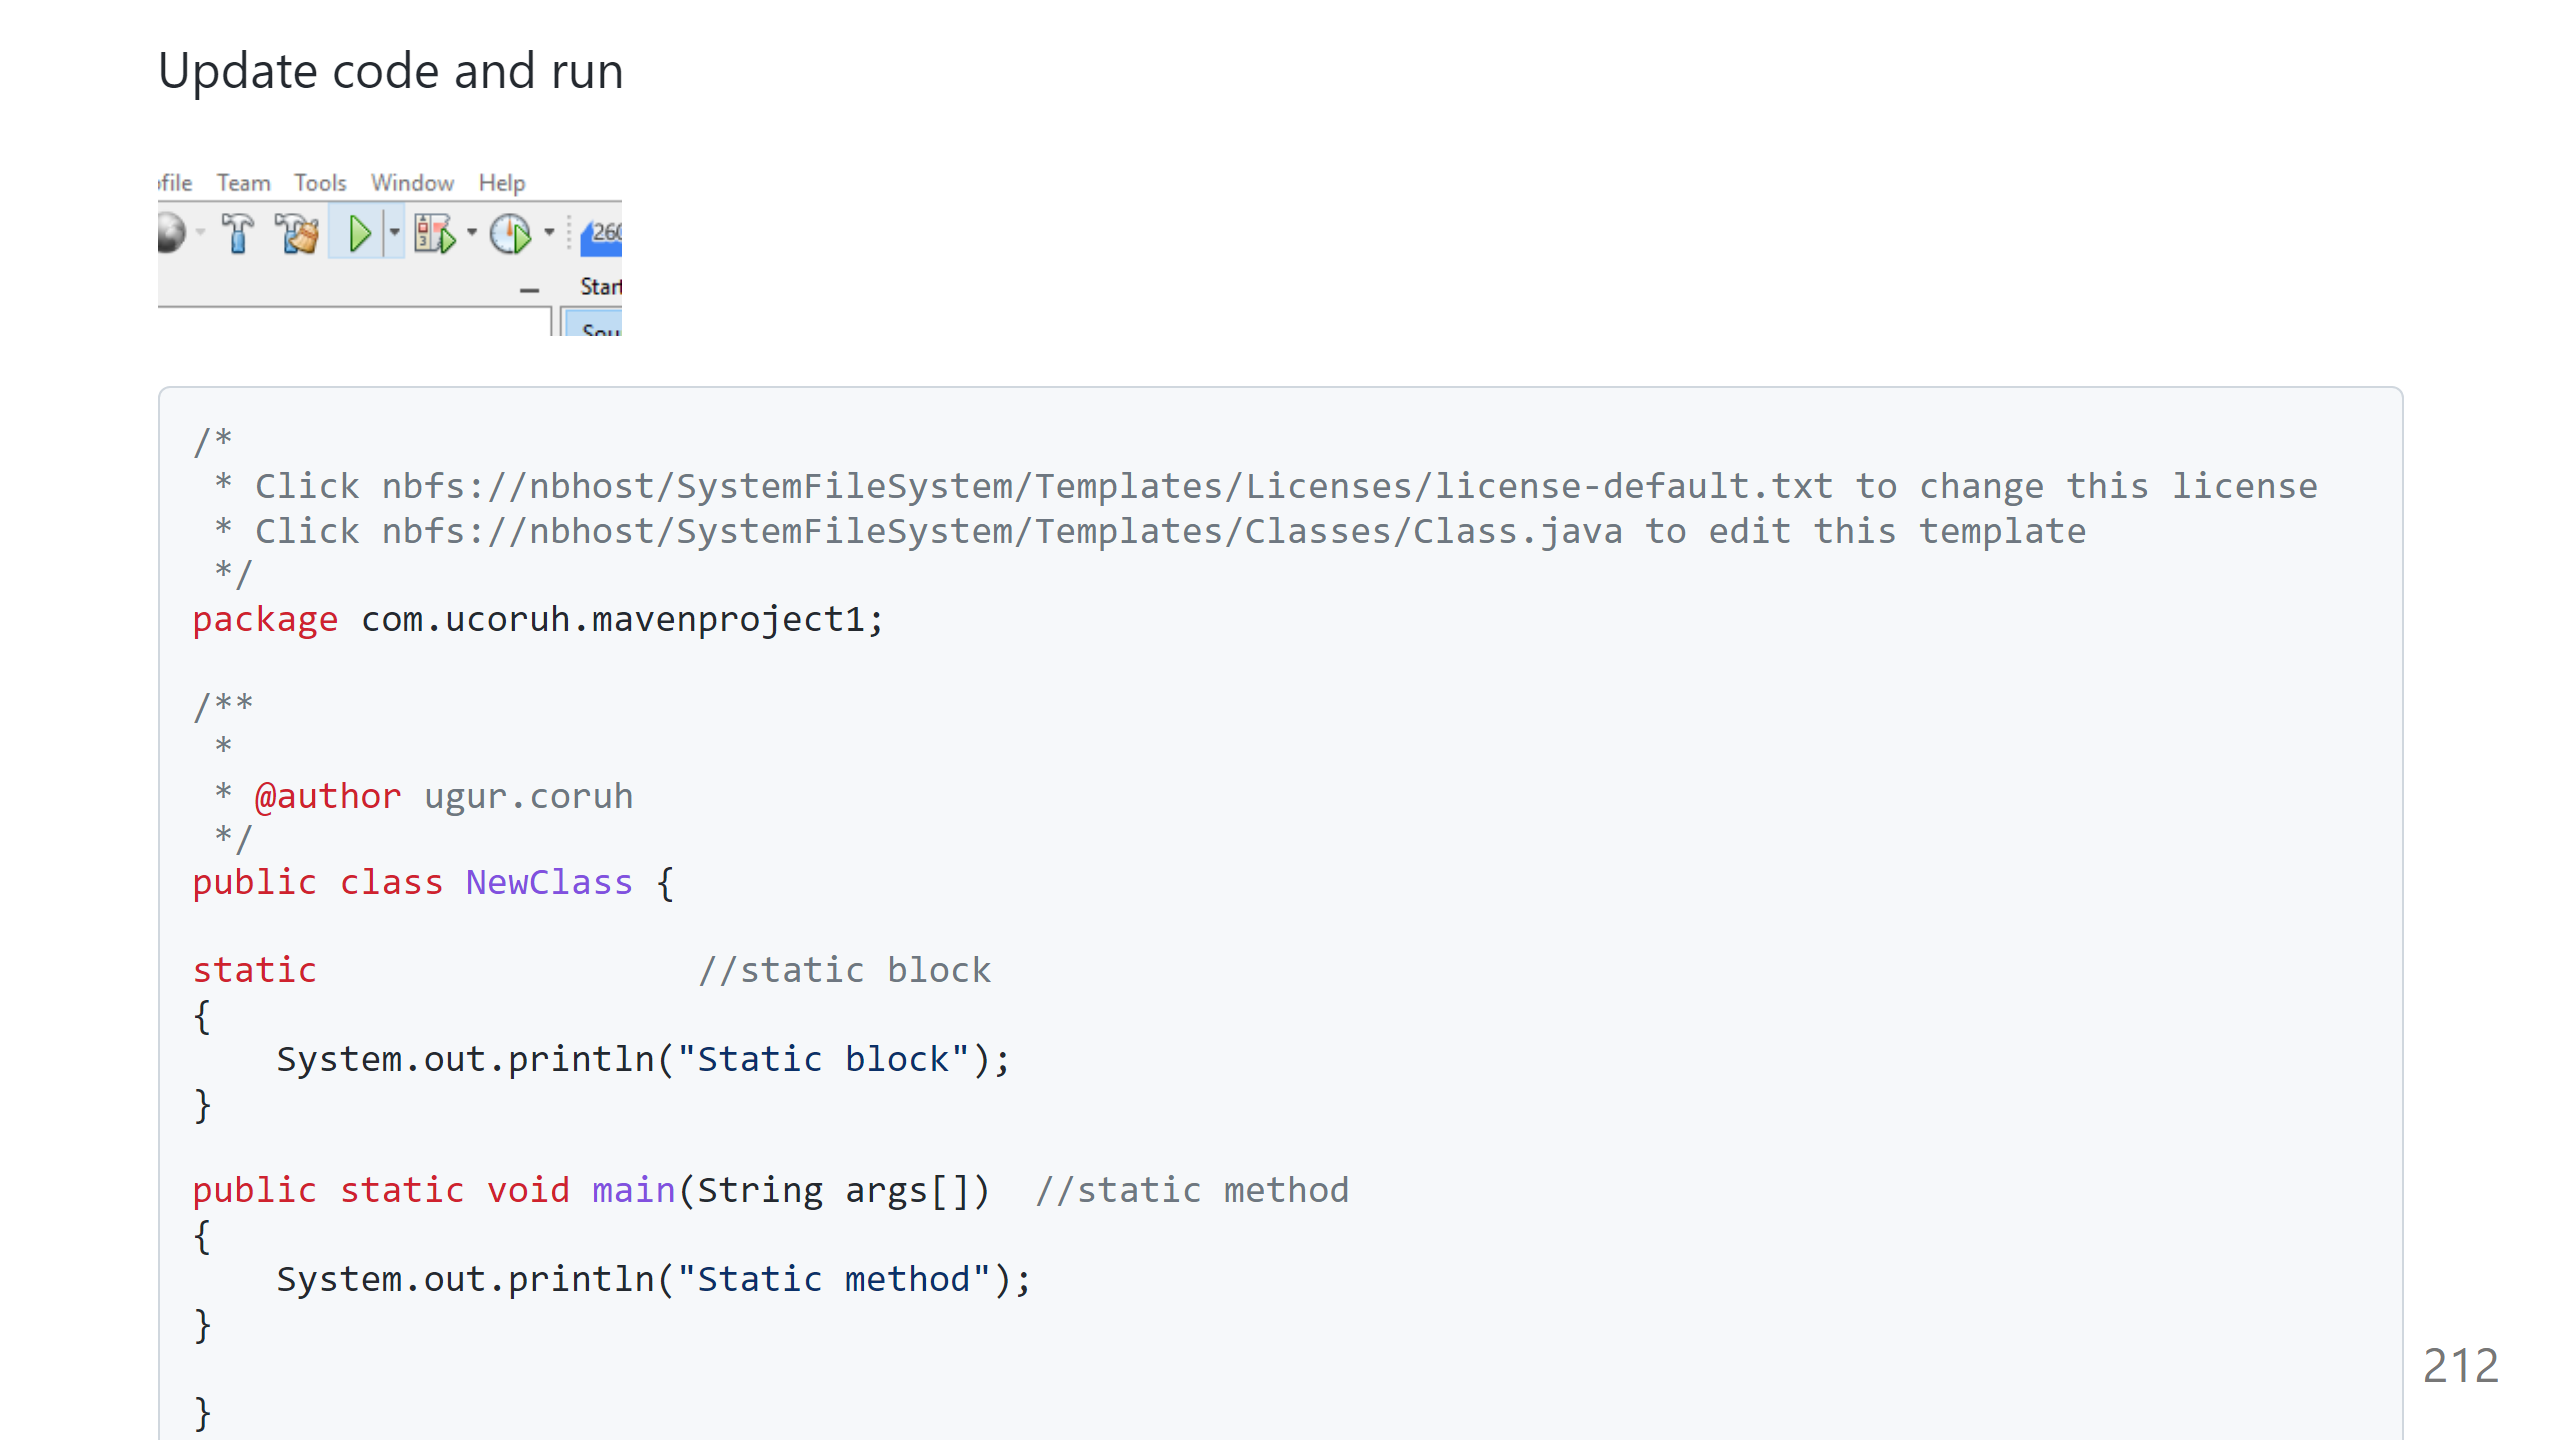 Update code and run
ofile Team Tools Window Help
260
Start
Sou
/*
 * Click nbfs://nbhost/SystemFileSystem/Templates/Licenses/license-default.txt to change this license
 * Click nbfs://nbhost/SystemFileSystem/Templates/Classes/Class.java to edit this template
 */
package com.ucoruh.mavenproject1;
/**
 *
 * @author ugur.coruh
 */
public class NewClass {
static                  //static block
{
    System.out.println("Static block");
}
public static void main(String args[])  //static method
{
    System.out.println("Static method");
}
}
212